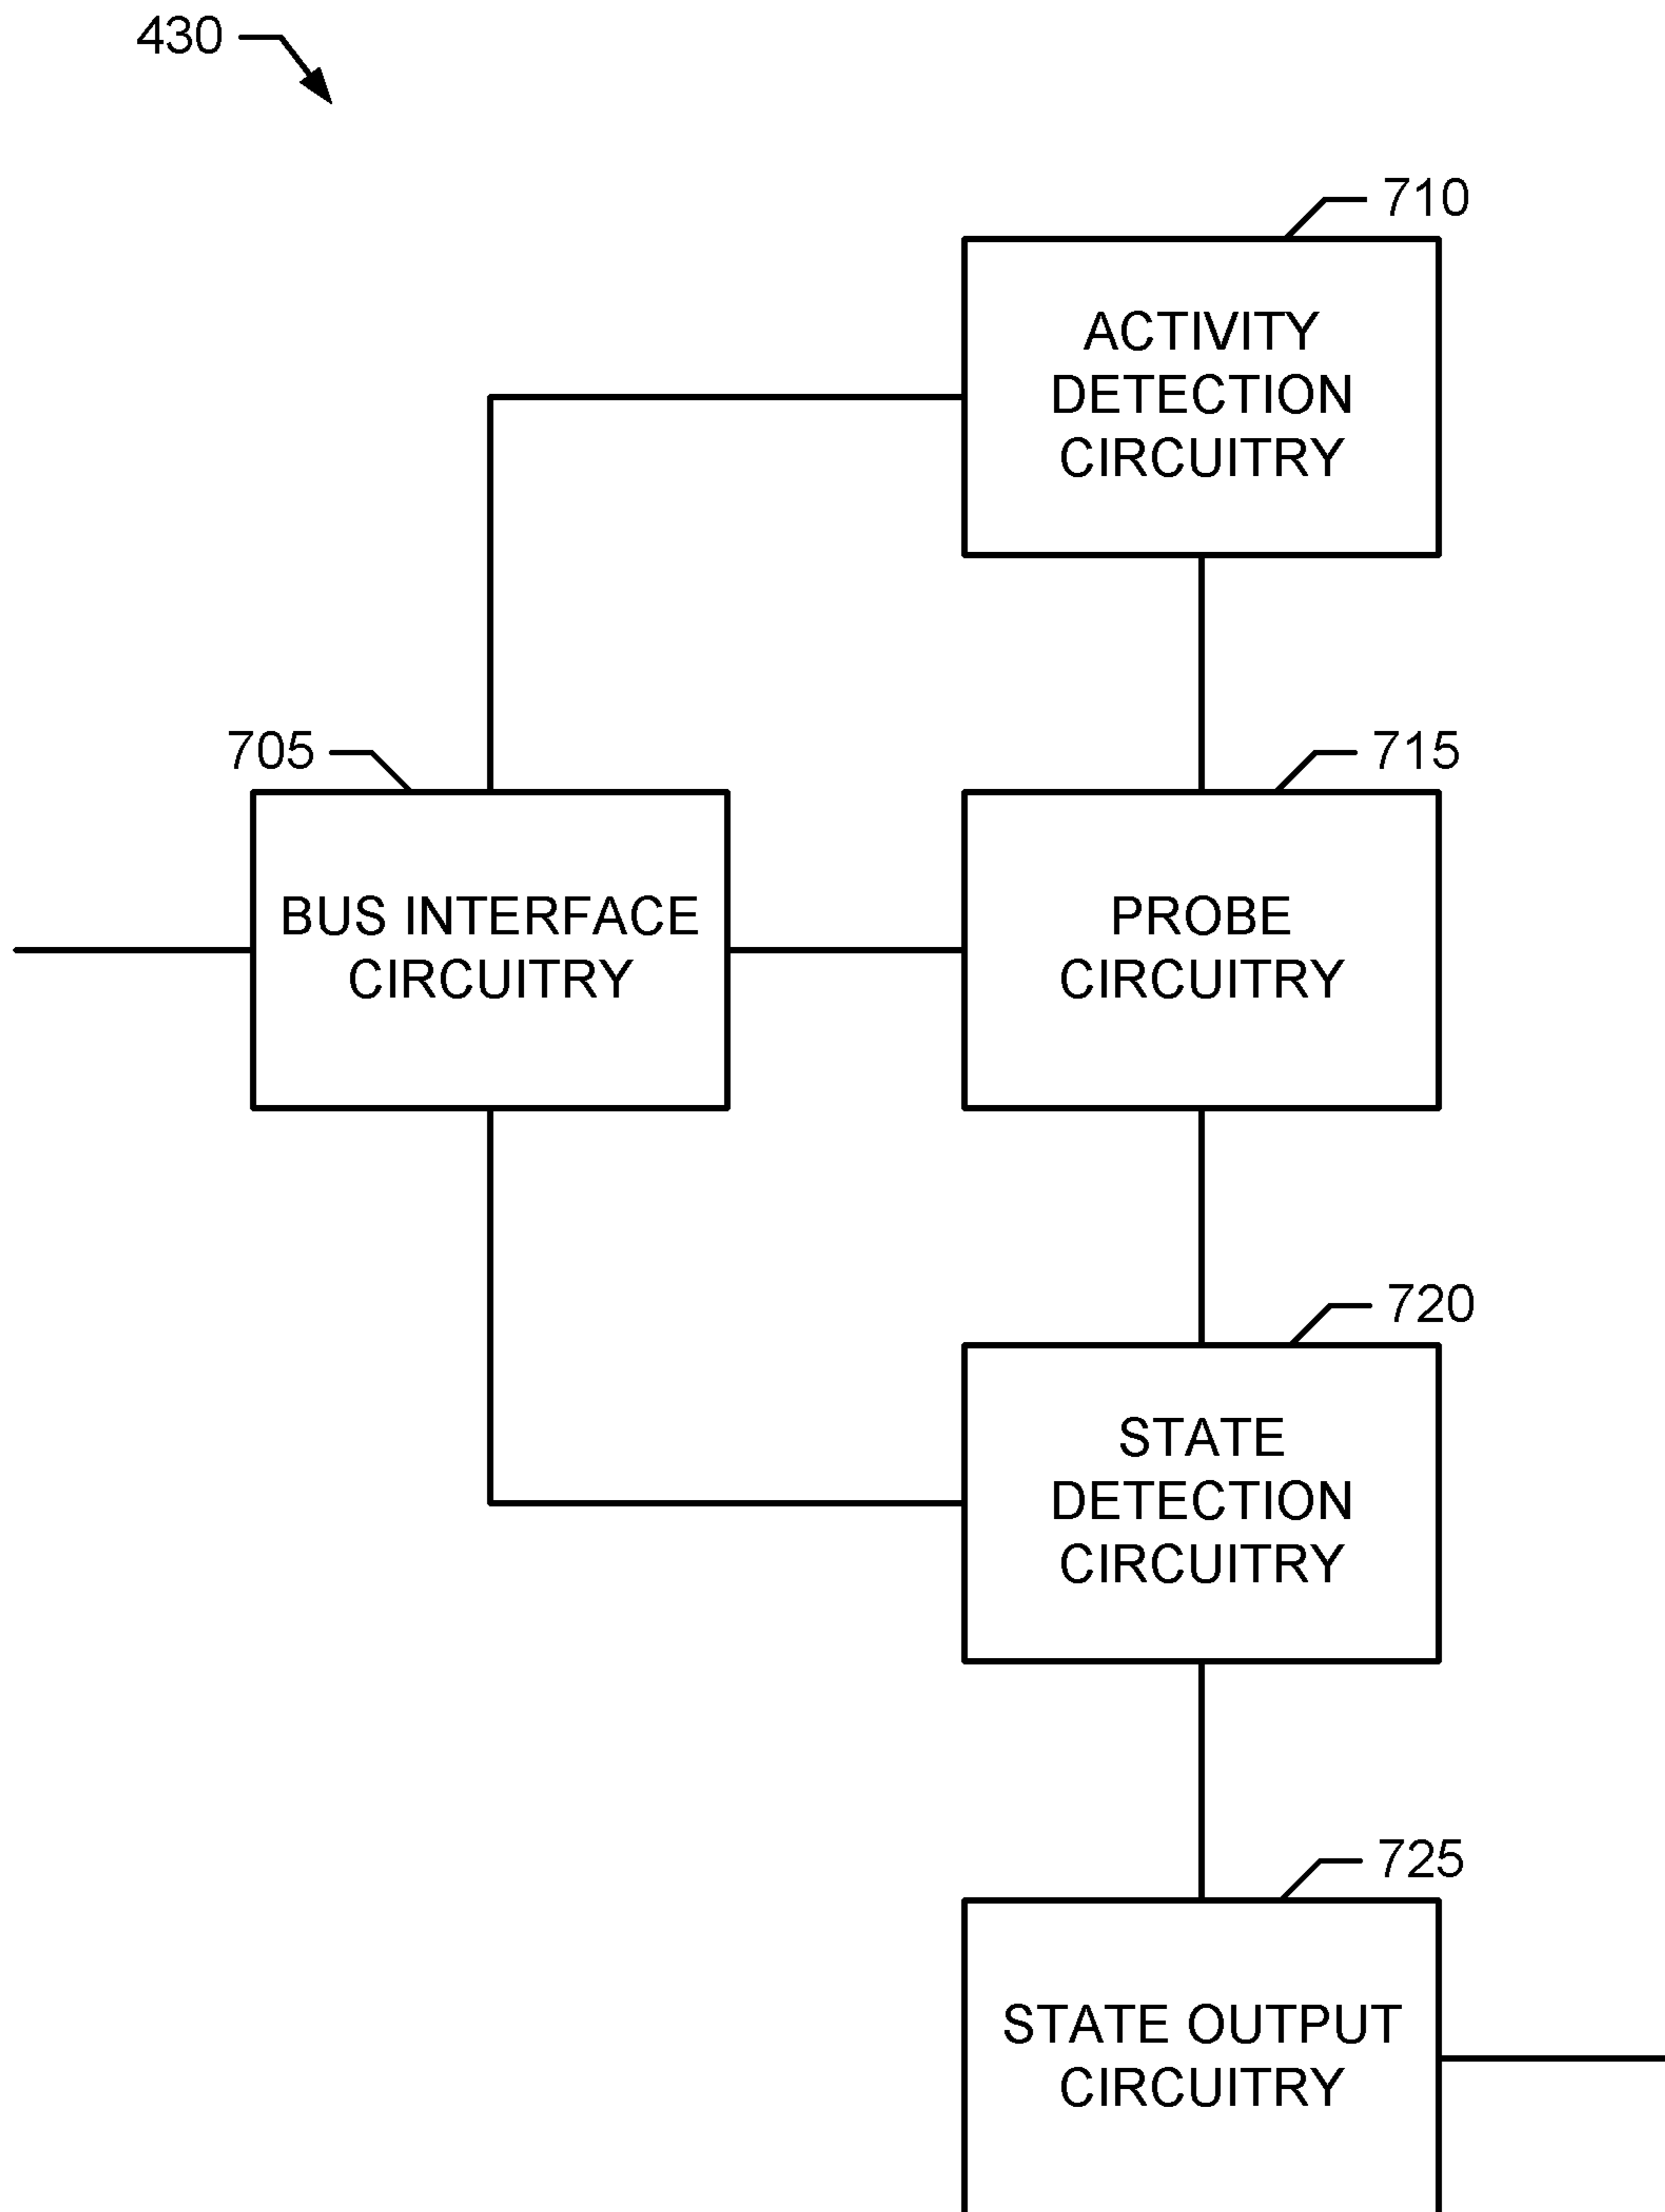 430
710
ACTIVITY
DETECTION
CIRCUITRY
705
715
BUS INTERFACE
CIRCUITRY
PROBE
CIRCUITRY
720
STATE
DETECTION
CIRCUITRY
725
STATE OUTPUT
CIRCUITRY